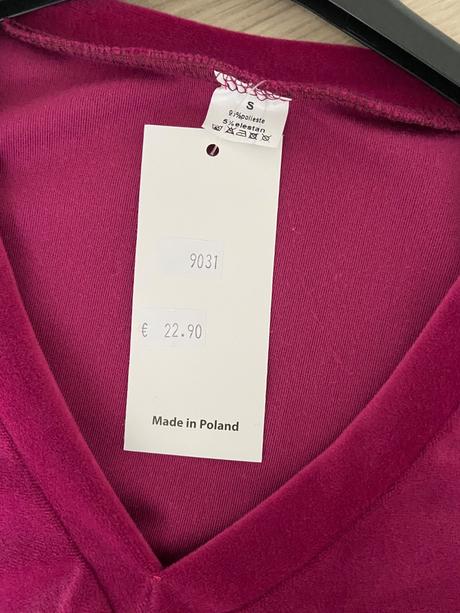 S
95%polieste
5%elestan
9031
€ 22.90
Made in Poland